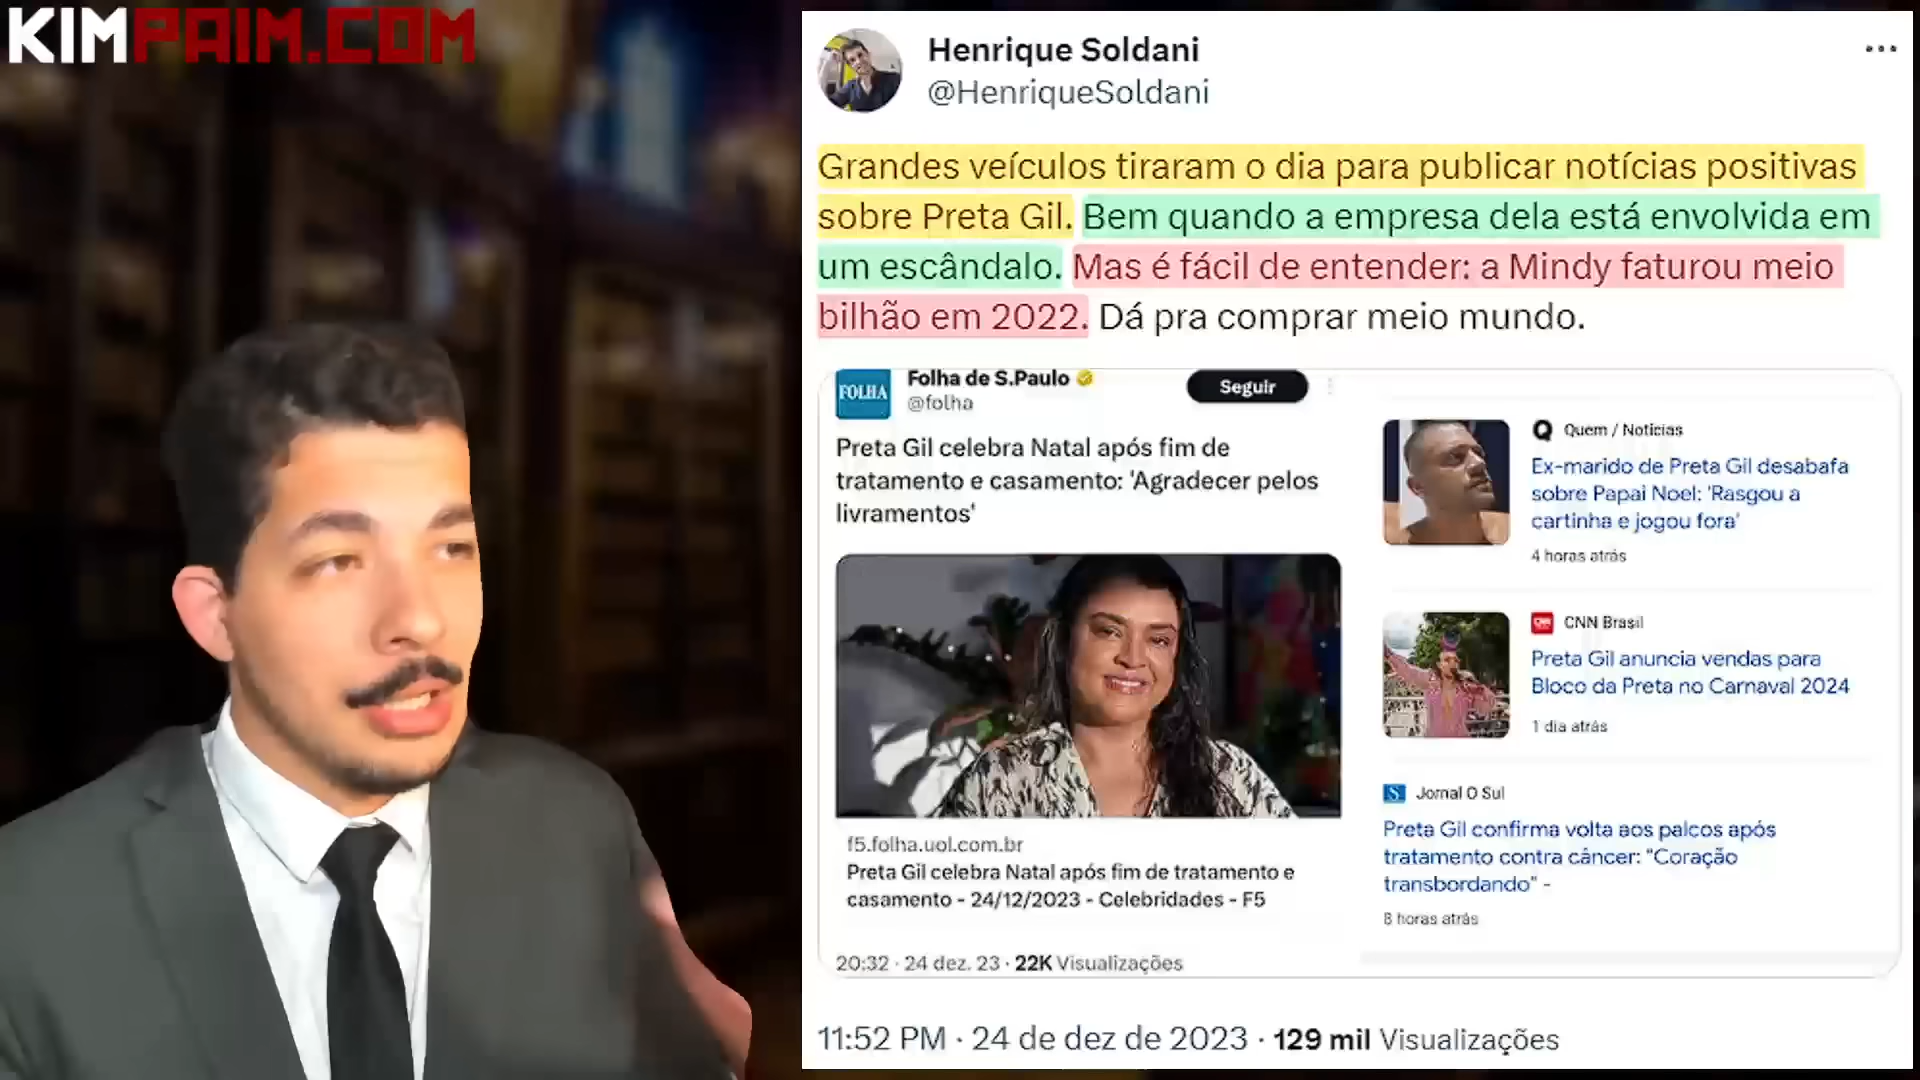 KIMPAIM.COM
Henrique Soldani
@HenriqueSoldani
Grandes veículos tiraram o dia para publicar notícias positivas
sobre Preta Gil. Bem quando a empresa dela está envolvida em
um escândalo. Mas é fácil de entender: a Mindy faturou meio
bilhão em 2022. Dá pra comprar meio mundo.
FOLHA
Folha de S.Paulo
@folha
Seguir
Preta Gil celebra Natal após fim de
tratamento e casamento: 'Agradecer pelos
livramentos'
f5.folha.uol.com.br
Preta Gil celebra Natal após fim de tratamento e
casamento - 24/12/2023 - Celebridades - F5
20:32 · 24 dez. 23 · 22K Visualizações
Q Quem / Notícias
Ex-marido de Preta Gil desabafa
sobre Papai Noel: 'Rasgou a
cartinha e jogou fora'
4 horas atrás
CNN Brasil
Preta Gil anuncia vendas para
Bloco da Preta no Carnaval 2024
1 dia atrás
S Jornal O Sul
Preta Gil confirma volta aos palcos após
tratamento contra câncer: "Coração
transbordando" -
8 horas atrás
11:52 PM · 24 de dez de 2023 · 129 mil Visualizações